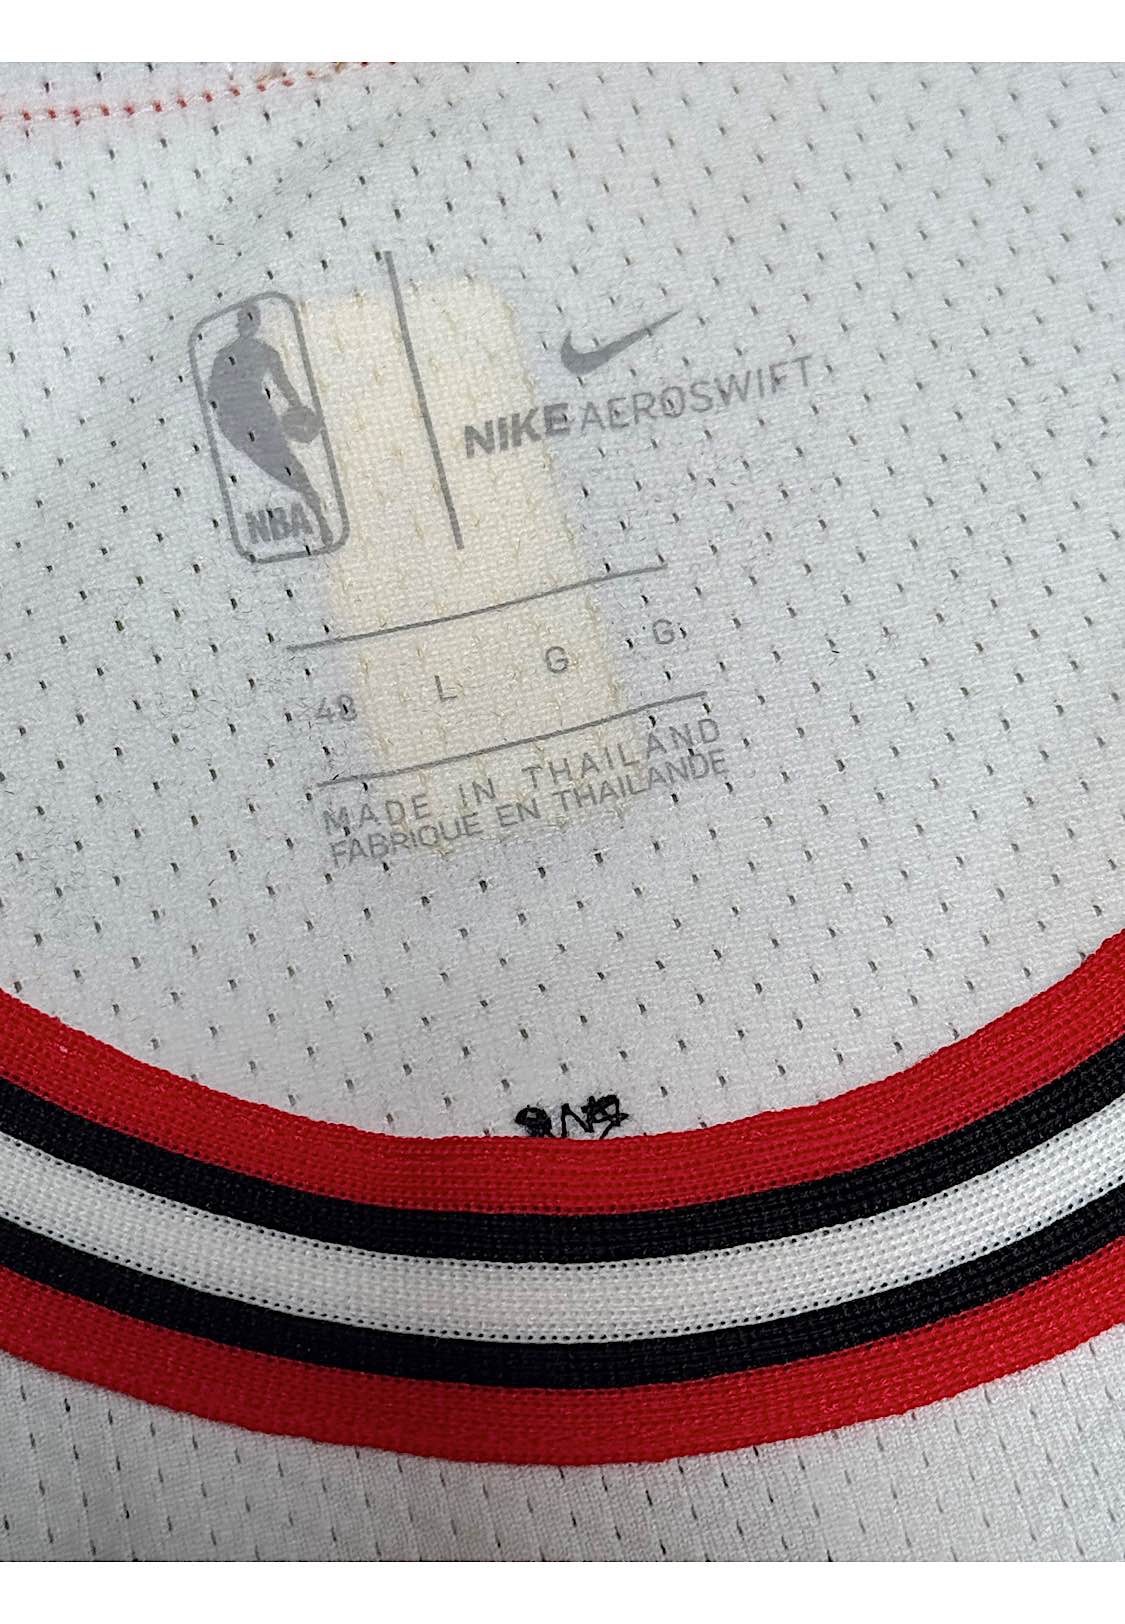 NBA
NIKE AEROSWIFT
48 L G G
MADE IN THAILAND
FABRIQUE EN THAILANDE